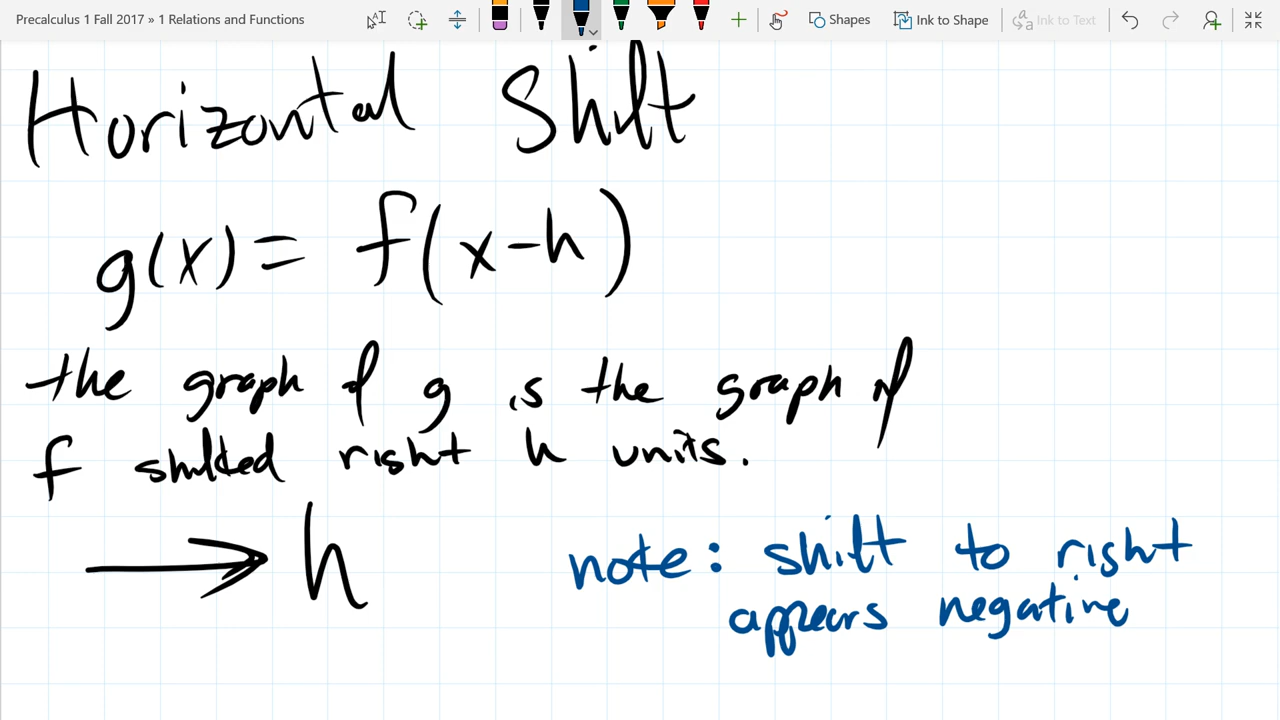 Precalculus 1 Fall 2017 » 1 Relations and Functions
Shapes
Ink to Shape
Ink to Text
Horizontal Shift
g(x) = f(x-h)
the graph of g is the graph of
f shifted right h units.
→ h
note: shift to right
appears negative